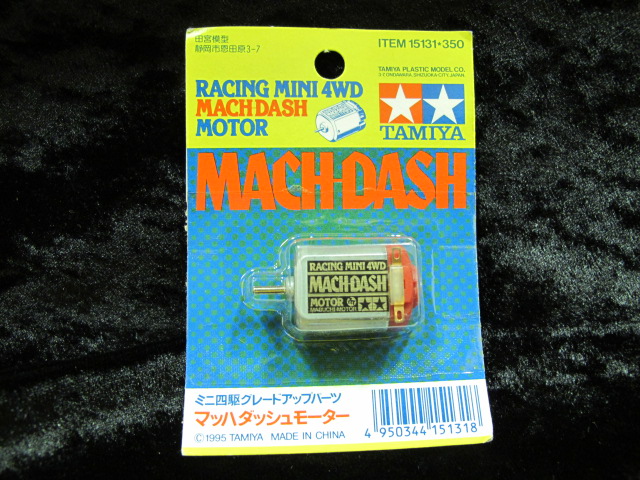 田宮模型
静岡市恩田原3-7
ITEM 15131•350
TAMIYA PLASTIC MODEL CO.
3-7, ONDAWARA, SHIZUOKA-CITY, JAPAN.
RACING MINI 4WD
MACH DASH
MOTOR
TAMIYA
MACH-DASH
RACING MINI 4WD
MACH-DASH
MOTOR
MABUCHI-MOTOR
ミニ四駆グレードアップパーツ
マッハダッシュモーター
© 1995 TAMIYA MADE IN CHINA
4 950344 151318